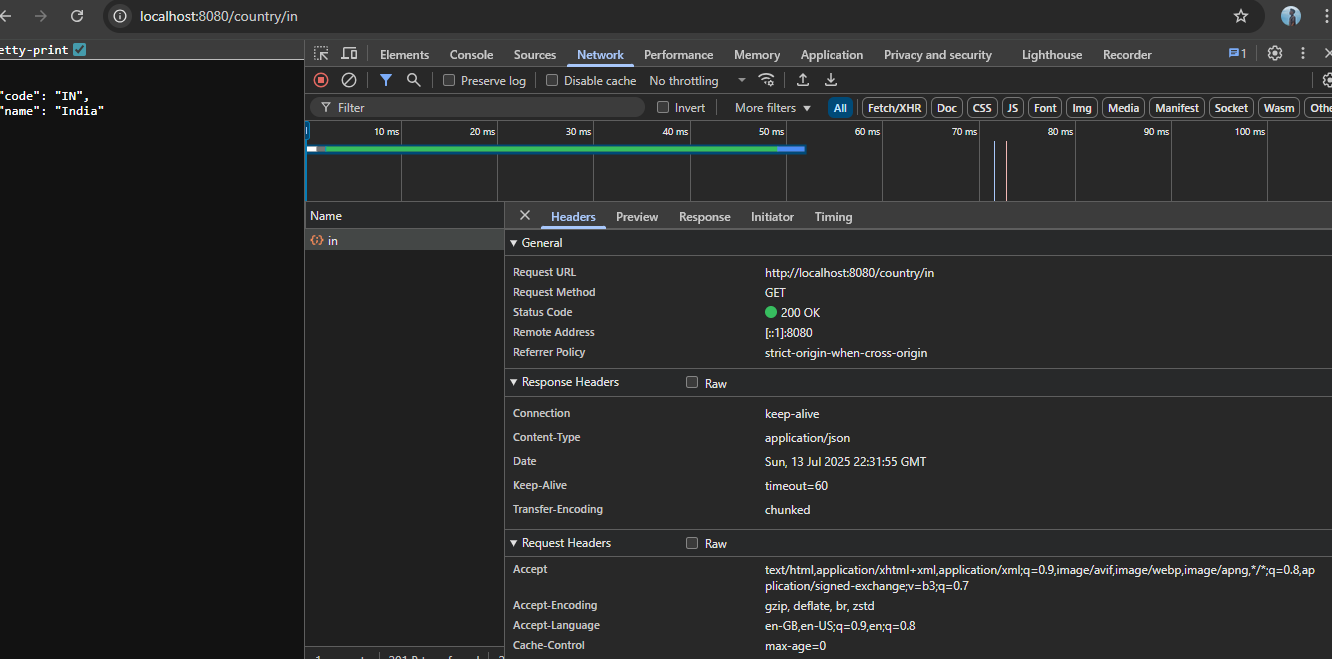 localhost:8080/country/in
etty-print
"code": "IN",
"name": "India"
Elements Console Sources Network Performance Memory Application Privacy and security Lighthouse Recorder 1
Preserve log Disable cache No throttling
Filter Invert More filters All Fetch/XHR Doc CSS JS Font Img Media Manifest Socket Wasm Othe
10 ms 20 ms 30 ms 40 ms 50 ms 60 ms 70 ms 80 ms 90 ms 100 ms
Name
in
Headers Preview Response Initiator Timing
General
Request URL http://localhost:8080/country/in
Request Method GET
Status Code 200 OK
Remote Address [::1]:8080
Referrer Policy strict-origin-when-cross-origin
Response Headers Raw
Connection keep-alive
Content-Type application/json
Date Sun, 13 Jul 2025 22:31:55 GMT
Keep-Alive timeout=60
Transfer-Encoding chunked
Request Headers Raw
Accept text/html,application/xhtml+xml,application/xml;q=0.9,image/avif,image/webp,image/apng,*/*;q=0.8,ap
plication/signed-exchange;v=b3;q=0.7
Accept-Encoding gzip, deflate, br, zstd
Accept-Language en-GB,en-US;q=0.9,en;q=0.8
Cache-Control max-age=0